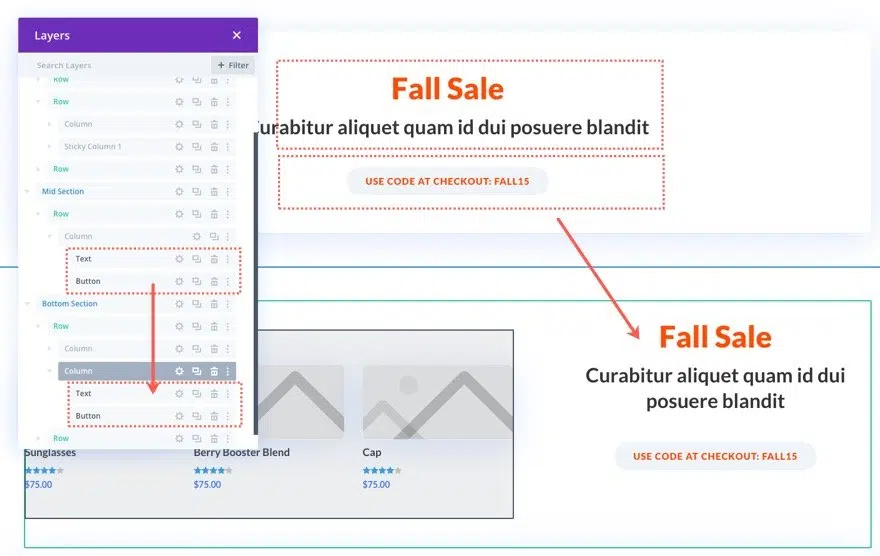 Layers
Search Layers
+ Filter
Row
Row
Column
Sticky Column 1
Row
Mid Section
Row
Column
Text
Button
Bottom Section
Row
Column
Column
Text
Button
Row
Fall Sale
Curabitur aliquet quam id dui posuere blandit
USE CODE AT CHECKOUT: FALL15
Fall Sale
Curabitur aliquet quam id dui
posuere blandit
USE CODE AT CHECKOUT: FALL15
Sunglasses
Berry Booster Blend
Cap
$75.00
$75.00
$75.00